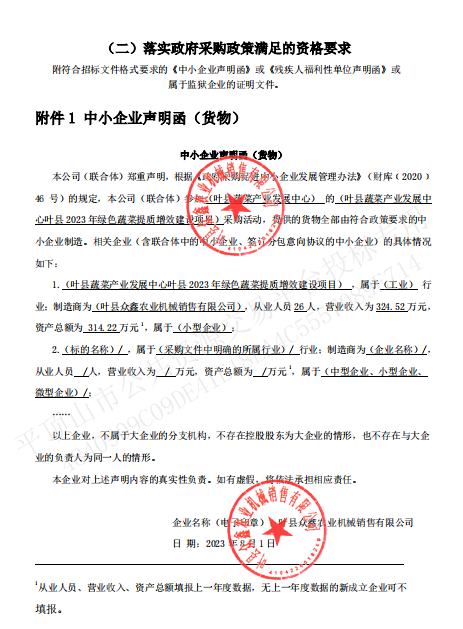 （二）落实政府采购政策满足的资格要求
附符合招标文件格式要求的《中小企业声明函》或《残疾人福利性单位声明函》或
属于监狱企业的证明文件。
附件 1 中小企业声明函（货物）
中小企业声明函（货物）
本公司（联合体）郑重声明，根据《政府采购促进中小企业发展管理办法》（财库（2020）
46 号）的规定，本公司（联合体）参加（叶县蔬菜产业发展中心）的（叶县蔬菜产业发展中
心叶县 2023 年绿色蔬菜提质增效建设项目）采购活动，提供的货物全部由符合政策要求的中
小企业制造。相关企业（含联合体中的中小企业、签订分包意向协议的中小企业）的具体情况
如下：
1.（叶县蔬菜产业发展中心叶县 2023 年绿色蔬菜提质增效建设项目），属于（工业）行
业；制造商为（叶县众鑫农业机械销售有限公司），从业人员 26 人，营业收入为 324.52 万元，
资产总额为 314.22 万元¹，属于（小型企业）；
2.（标的名称）/，属于（采购文件中明确的所属行业）/行业；制造商为（企业名称）/，
从业人员 /人，营业收入为 / 万元，资产总额为 /万元¹，属于（中型企业、小型企业、
微型企业）/；
……
以上企业，不属于大企业的分支机构，不存在控股股东为大企业的情形，也不存在与大企
业的负责人为同一人的情形。
本企业对上述声明内容的真实性负责。如有虚假，将依法承担相应责任。
企业名称（电子签章）：叶县众鑫农业机械销售有限公司
日 期：2023 年 8 月 1 日
¹从业人员、营业收入、资产总额填报上一年度数据，无上一年度数据的新成立企业可不
填报。